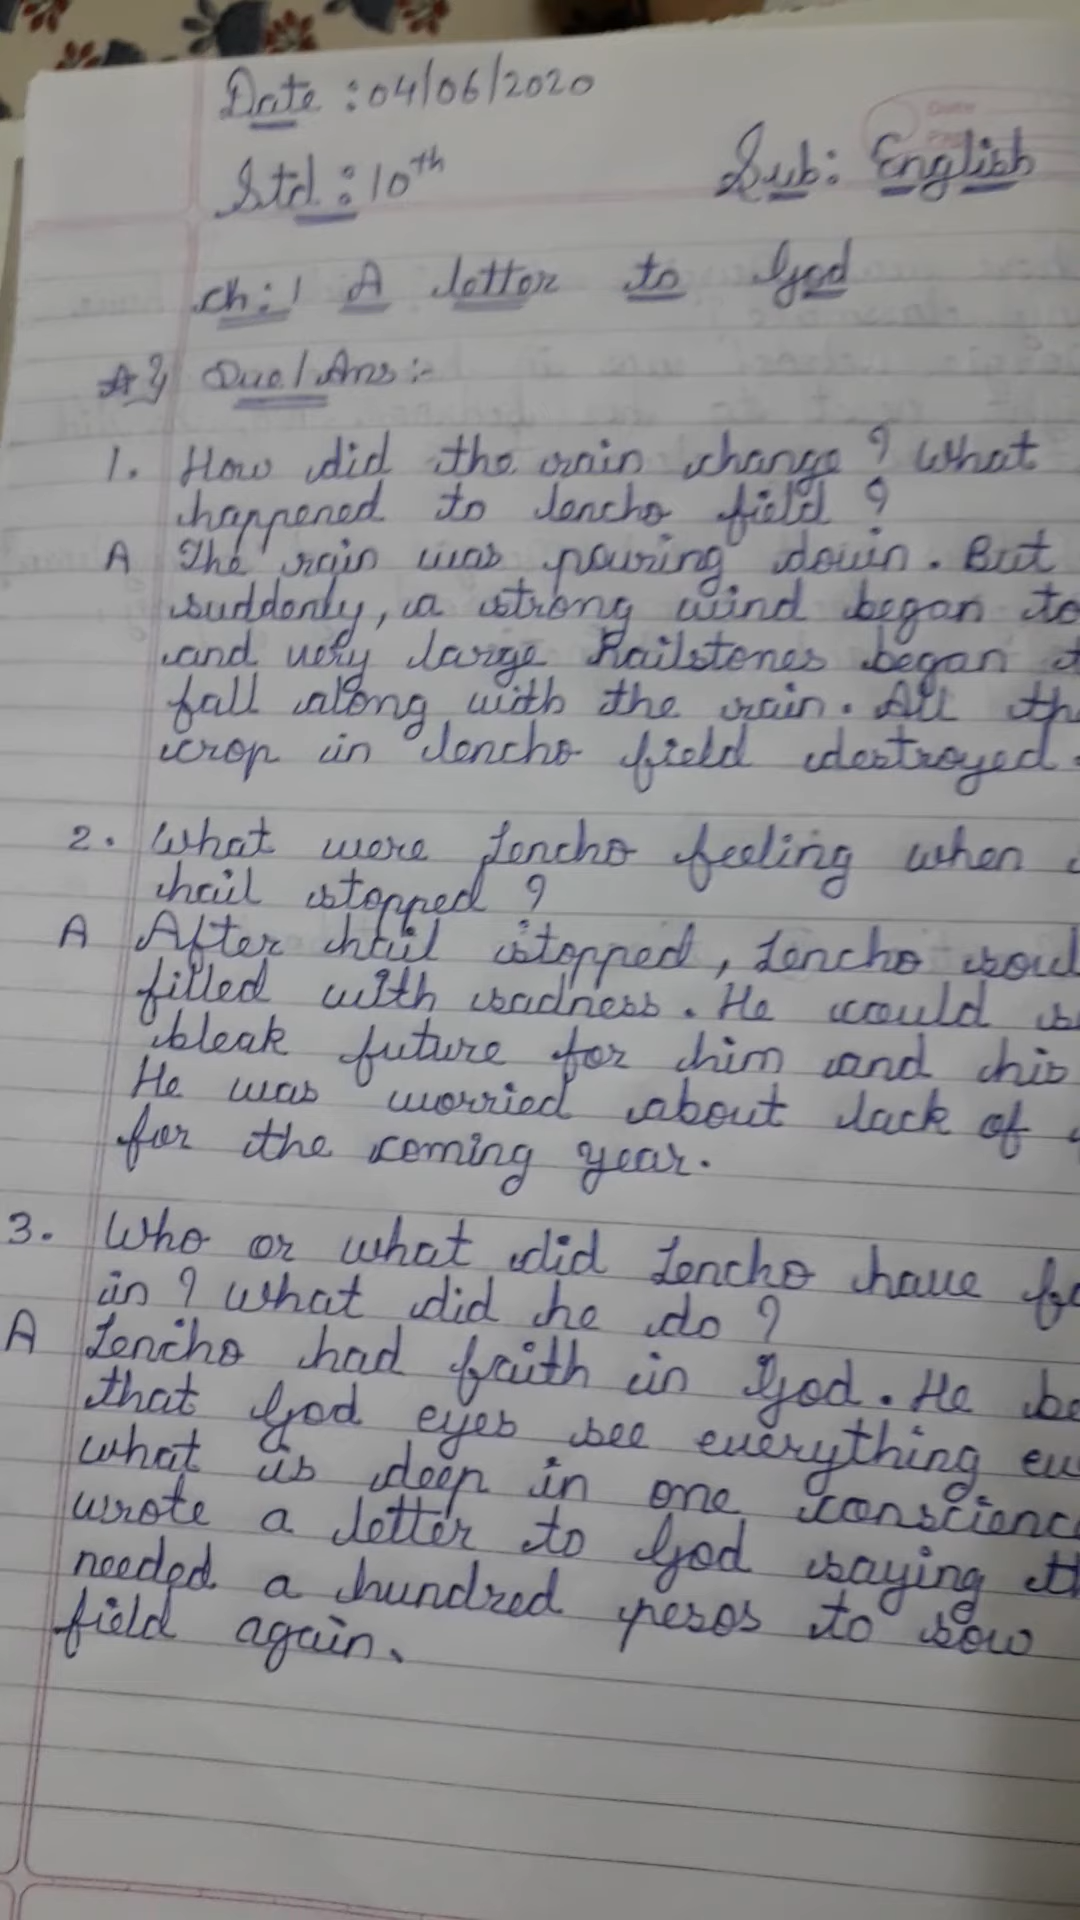 Date : 04/06/2020
Std : 10th Sub : English
ch : 1 A letter to God
Que / Ans :-
1. How did the rain change ? What
happened to lencho field ?
A The rain was pouring down. But
suddenly, a strong wind began to
and very large hailstones began
fall along with the rain. All
crop in lencho field destroyed.
2. What were Lencho feeling when
hail stopped ?
A After hail stopped, Lencho
filled with sadness. He could
bleak future for him and his
He was worried about lack of
for the coming year.
3. Who or what did Lencho have
in ? What did he do ?
A Lencho had faith in God. He
that God eyes see everything
what is deep in one
wrote a letter to God saying
needed a hundred pesos to sow
field again.